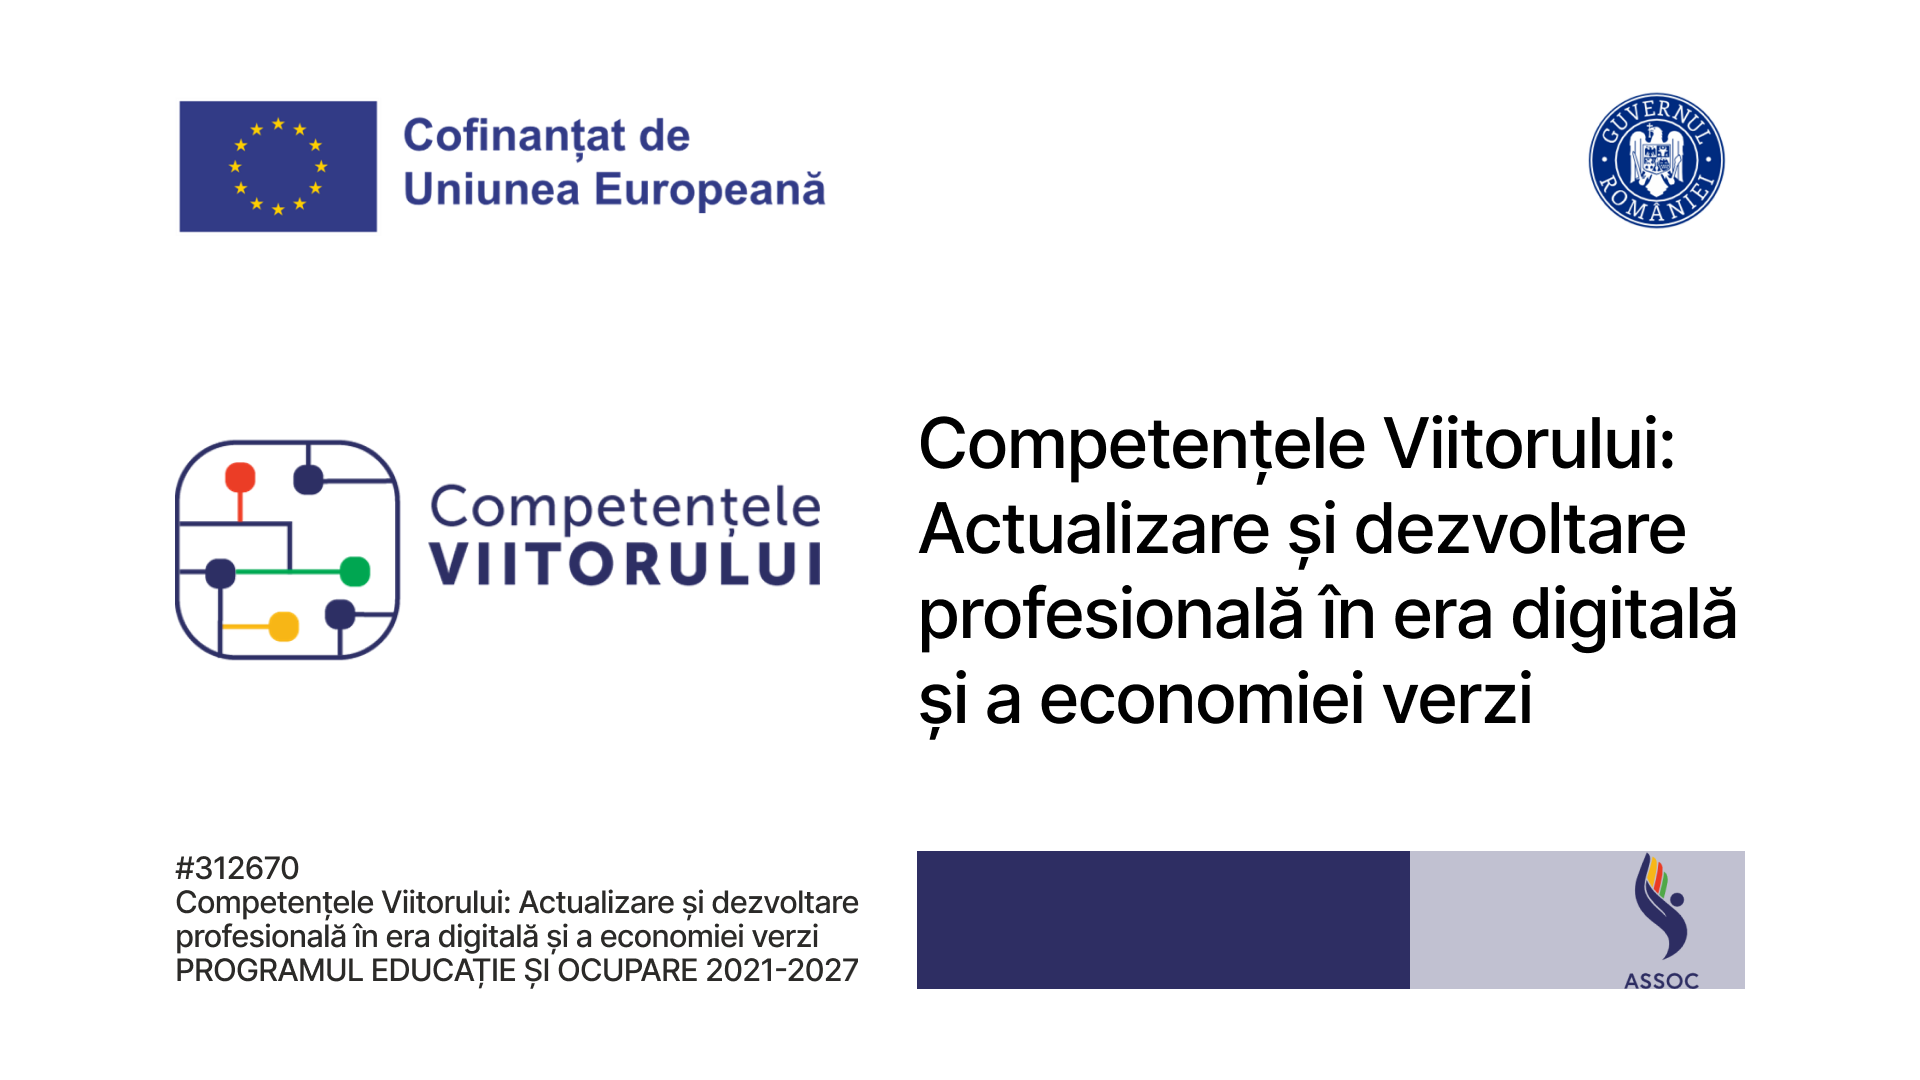 Cofinanțat de
Uniunea Europeană
GUVERNUL
ROMÂNIEI
Competențele
VIITORULUI
Competențele Viitorului:
Actualizare și dezvoltare
profesională în era digitală
și a economiei verzi
#312670
Competențele Viitorului: Actualizare și dezvoltare
profesională în era digitală și a economiei verzi
PROGRAMUL EDUCAȚIE ȘI OCUPARE 2021-2027
ASSOC